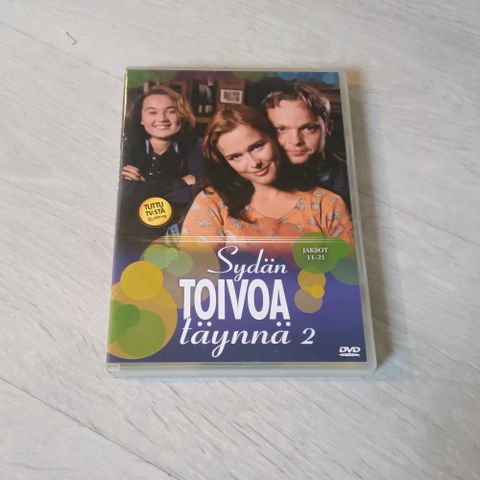 TUTTU
TV:STÄ
Sydän
TOIVOA
täynnä 2
JAKSOT
11-21
DVD